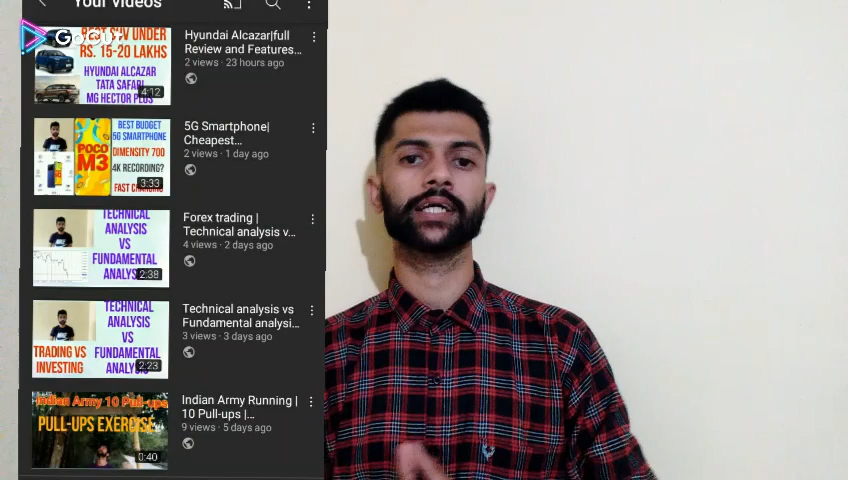 Your videos
GoCut
BEST SUV UNDER
RS. 15-20 LAKHS
HYUNDAI ALCAZAR
TATA SAFARI
MG HECTOR PLUS
4:12
Hyundai Alcazar|full
Review and Features...
2 views · 23 hours ago
BEST BUDGET
5G SMARTPHONE
POCO
M3
DIMENSITY 700
4K RECORDING?
FAST CHARGING
3:33
5G Smartphone|
Cheapest...
2 views · 1 day ago
TECHNICAL
ANALYSIS
VS
FUNDAMENTAL
2:38
Forex trading |
Technical analysis v...
4 views · 2 days ago
TECHNICAL
ANALYSIS
VS
TRADING VS
INVESTING
FUNDAMENTAL
2:23
Technical analysis vs
Fundamental analysi...
3 views · 3 days ago
Indian Army 10 Pull-ups
PULL-UPS EXERCISE
0:40
Indian Army Running |
10 Pull-ups |...
9 views · 5 days ago